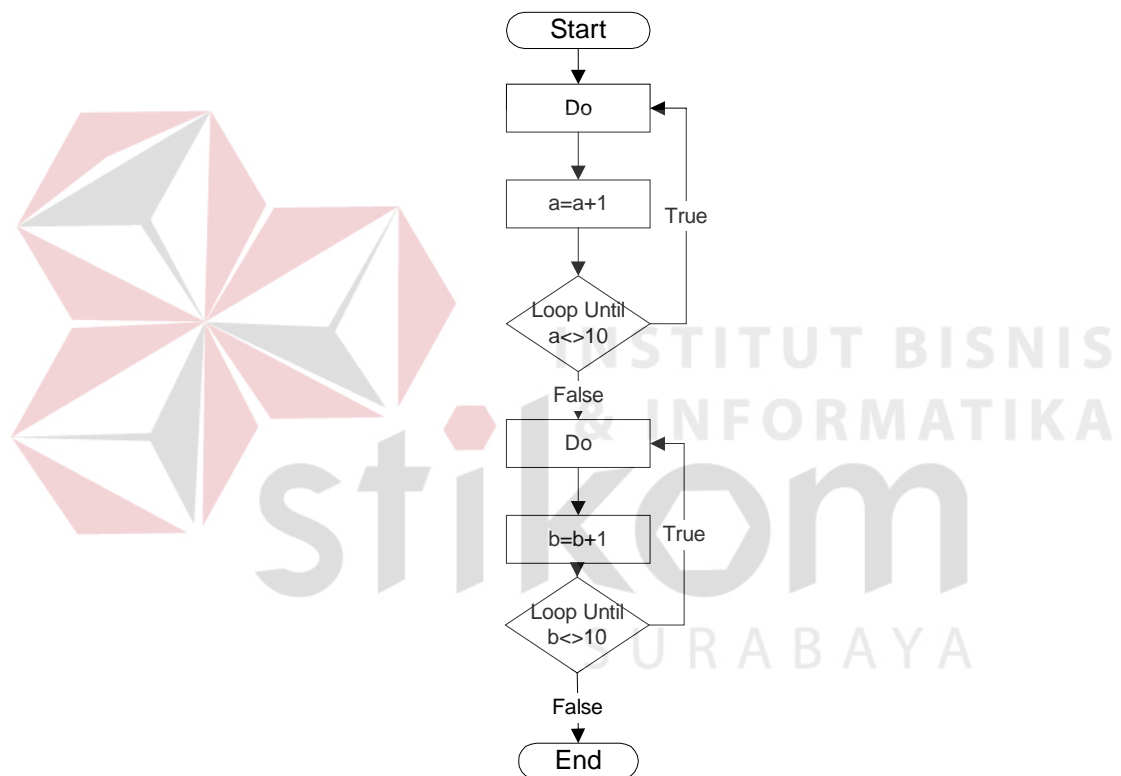 Start
Do
a=a+1
True
Loop Until
a<>10
False
Do
b=b+1
True
Loop Until
b<>10
False
End
INSTITUT BISNIS
& INFORMATIKA
stikom
SURABAYA